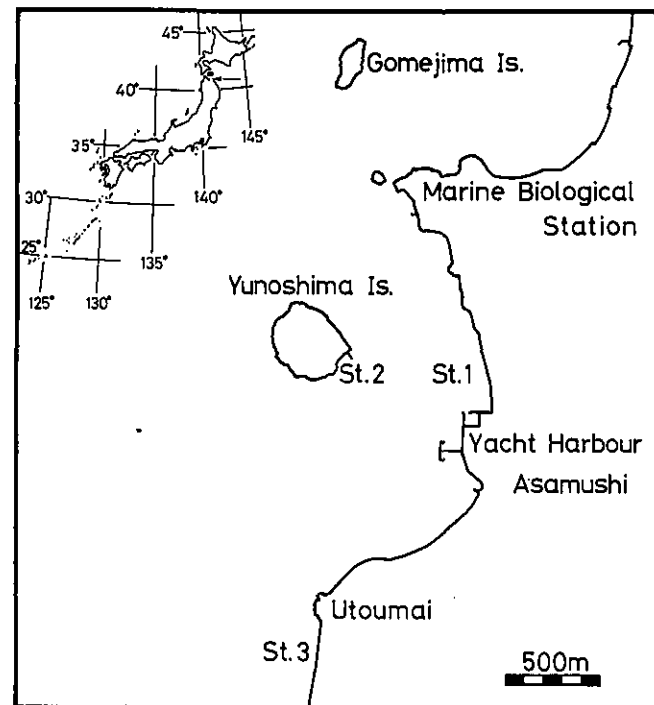 45°
Gomejima Is.
40°
145°
35°
Marine Biological
Station
30°
140°
25°
135°
125°
130°
Yunoshima Is.
St.2
St.1
Yacht Harbour
Asamushi
Utoumai
St.3
500m